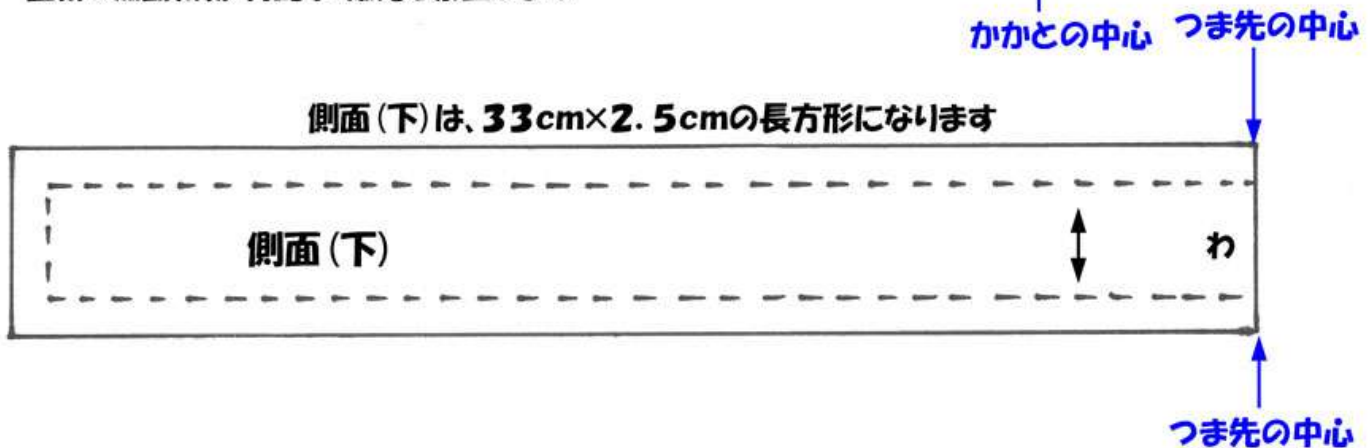 かかとの中心 つま先の中心
側面(下)は、33cm×2.5cmの長方形になります
側面(下)
わ
つま先の中心